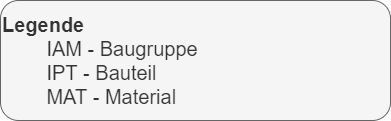 Legende
IAM - Baugruppe
IPT - Bauteil
MAT - Material